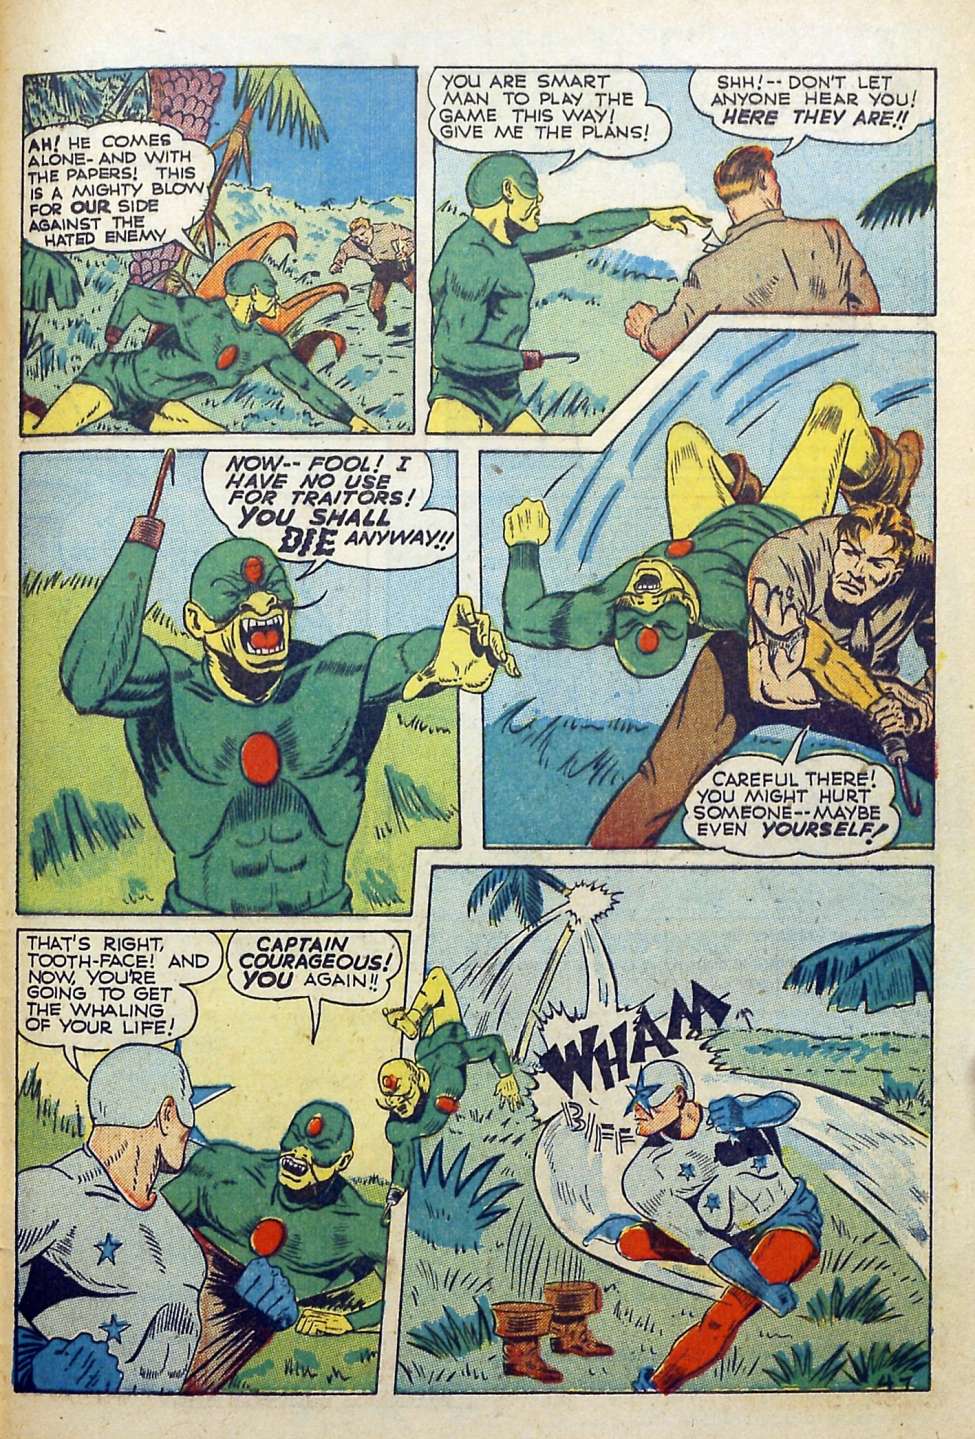 AH! HE COMES
ALONE- AND WITH
THE PAPERS! THIS
IS A MIGHTY BLOW
FOR OUR SIDE
AGAINST THE
HATED ENEMY
YOU ARE SMART
MAN TO PLAY THE
GAME THIS WAY!
GIVE ME THE PLANS!
SHH!-- DON'T LET
ANYONE HEAR YOU!
HERE THEY ARE!!
NOW-- FOOL! I
HAVE NO USE
FOR TRAITORS!
YOU SHALL
DIE ANYWAY!!
CAREFUL THERE!
YOU MIGHT HURT
SOMEONE--MAYBE
EVEN YOURSELF!
THAT'S RIGHT,
TOOTH-FACE! AND
NOW, YOU'RE
GOING TO GET
THE WHALING
OF YOUR LIFE!
CAPTAIN
COURAGEOUS!
YOU AGAIN!!
WHAM
BIFF
47